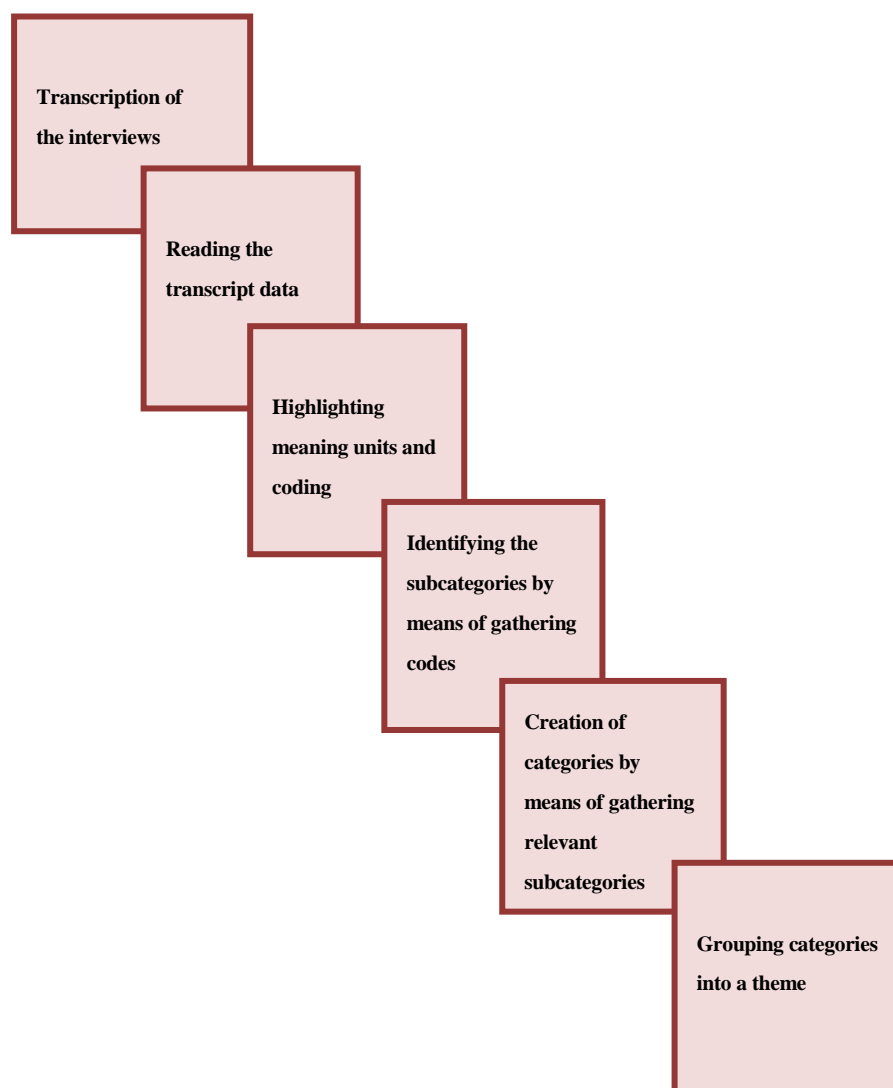 Transcription of
the interviews
Reading the
transcript data
Highlighting
meaning units and
coding
Identifying the
subcategories by
means of gathering
codes
Creation of
categories by
means of gathering
relevant
subcategories
Grouping categories
into a theme